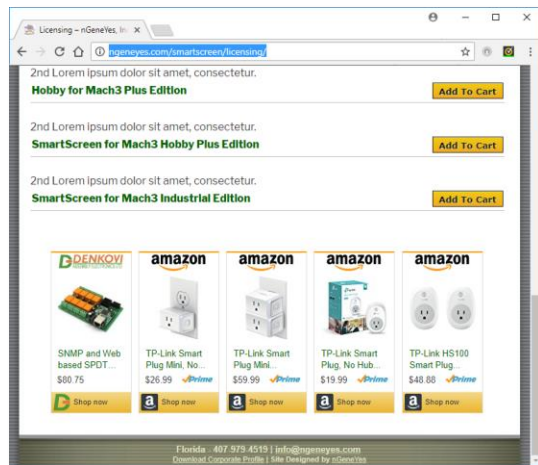 Licensing – nGeneYes, In
ngeneyes.com/smartscreen/licensing/
2nd Lorem ipsum dolor sit amet, consectetur.
Hobby for Mach3 Plus Edition
Add To Cart
2nd Lorem ipsum dolor sit amet, consectetur.
SmartScreen for Mach3 Hobby Plus Edition
Add To Cart
2nd Lorem ipsum dolor sit amet, consectetur.
SmartScreen for Mach3 Industrial Edition
Add To Cart
DENKOVI
SNMP and Web
based SPDT...
$80.75
Shop now
amazon
TP-Link Smart
Plug Mini, No...
$26.99 Prime
a Shop now
amazon
TP-Link Smart
Plug Mini...
$59.99 Prime
a Shop now
amazon
TP-Link Smart
Plug, No Hub...
$19.99 Prime
a Shop now
amazon
TP-Link HS100
Smart Plug...
$48.88 Prime
a Shop now
Florida - 407-979-4519 | info@ngeneyes.com
Download Corporate Profile | Site Designed by nGeneYes